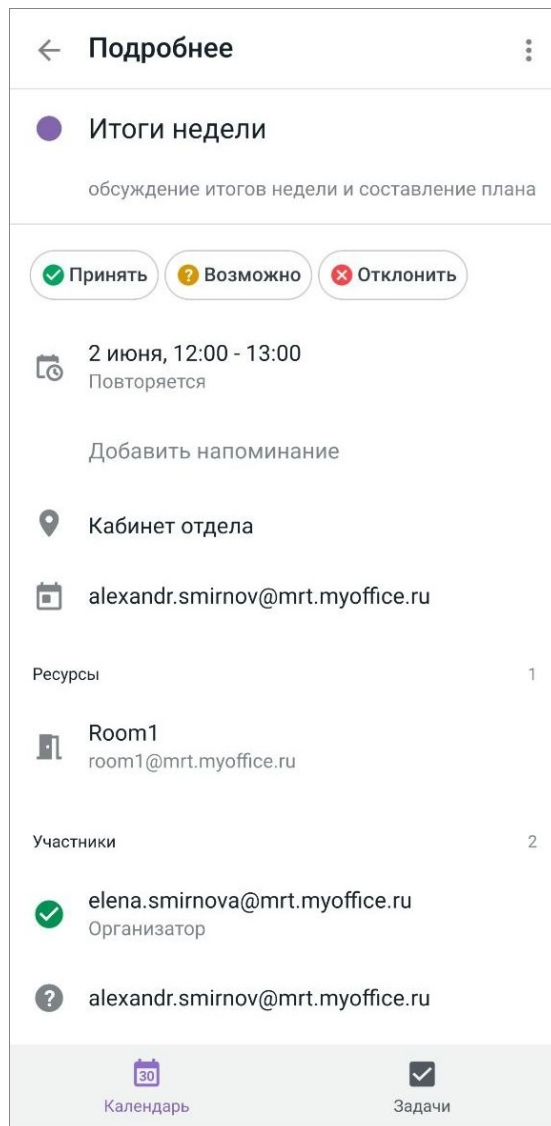 Подробнее
Итоги недели
обсуждение итогов недели и составление плана
Принять Возможно Отклонить
2 июня, 12:00 - 13:00
Повторяется
Добавить напоминание
Кабинет отдела
alexandr.smirnov@mrt.myoffice.ru
Ресурсы 1
Room1
room1@mrt.myoffice.ru
Участники 2
elena.smirnova@mrt.myoffice.ru
Организатор
alexandr.smirnov@mrt.myoffice.ru
30
Календарь Задачи